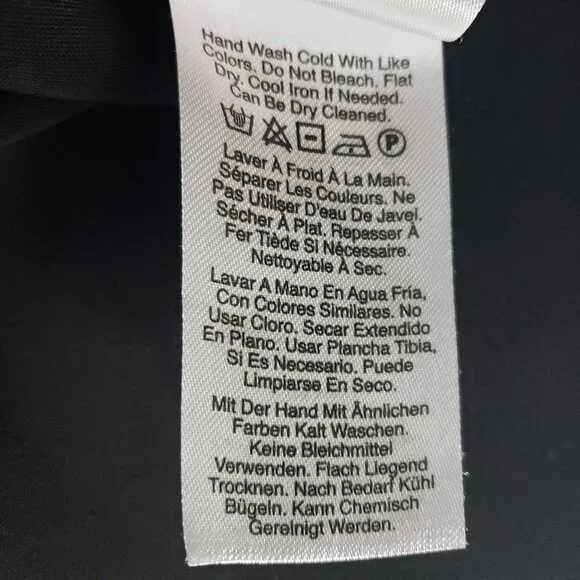 Hand Wash Cold With Like
Colors. Do Not Bleach. Flat
Dry. Cool Iron If Needed.
Can Be Dry Cleaned.
P
Laver À Froid À La Main.
Séparer Les Couleurs. Ne
Pas Utiliser D'eau De Javel.
Sécher À Plat. Repasser À
Fer Tiède Si Nécessaire.
Nettoyable À Sec.
Lavar A Mano En Agua Fría,
Con Colores Similares. No
Usar Cloro. Secar Extendido
En Plano. Usar Plancha Tibia,
Si Es Necesario. Puede
Limpiarse En Seco.
Mit Der Hand Mit Ähnlichen
Farben Kalt Waschen.
Keine Bleichmittel
Verwenden. Flach Liegend
Trocknen. Nach Bedarf Kühl
Bügeln. Kann Chemisch
Gereinigt Werden.